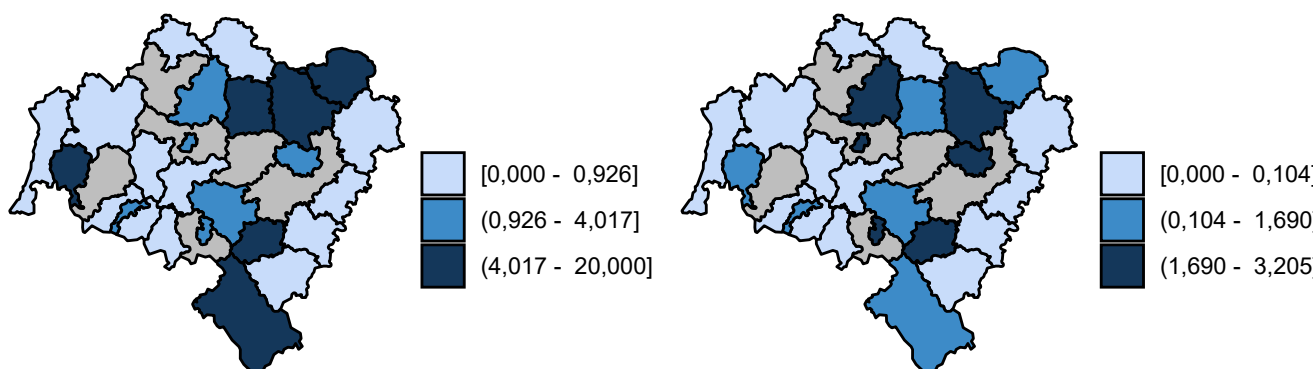 [0,000 - 0,926]
(0,926 - 4,017]
(4,017 - 20,000]
[0,000 - 0,104]
(0,104 - 1,690]
(1,690 - 3,205]